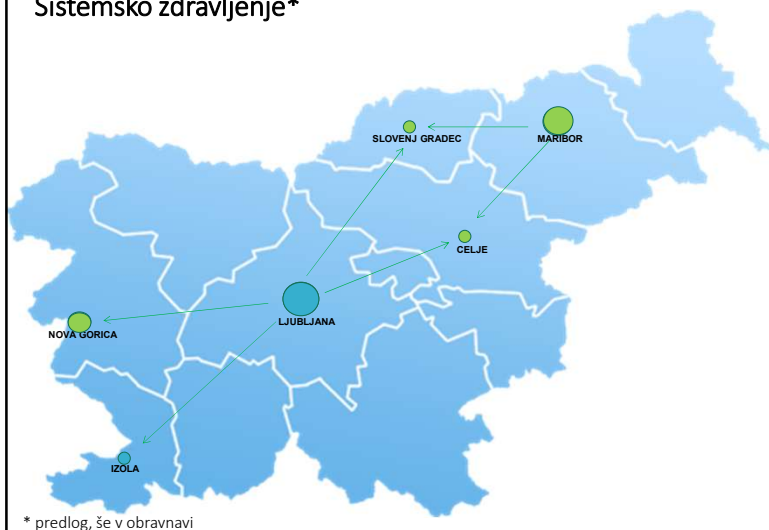 Sistemsko zdravljenje*
SLOVENJ GRADEC
MARIBOR
CELJE
LJUBLJANA
NOVA GORICA
IZOLA
* predlog, še v obravnavi